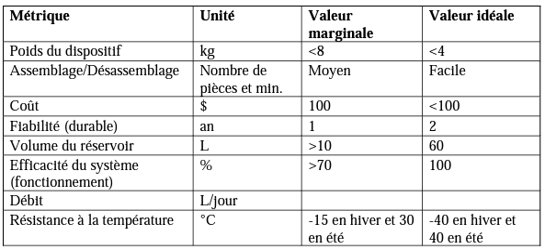 Métrique Unité Valeur marginale Valeur idéale
Poids du dispositif kg <8 <4
Assemblage/Désassemblage Nombre de pièces et min. Moyen Facile
Coût $ 100 <100
Fiabilité (durable) an 1 2
Volume du réservoir L >10 60
Efficacité du système (fonctionnement) % >70 100
Débit L/jour
Résistance à la température °C -15 en hiver et 30 en été -40 en hiver et 40 en été